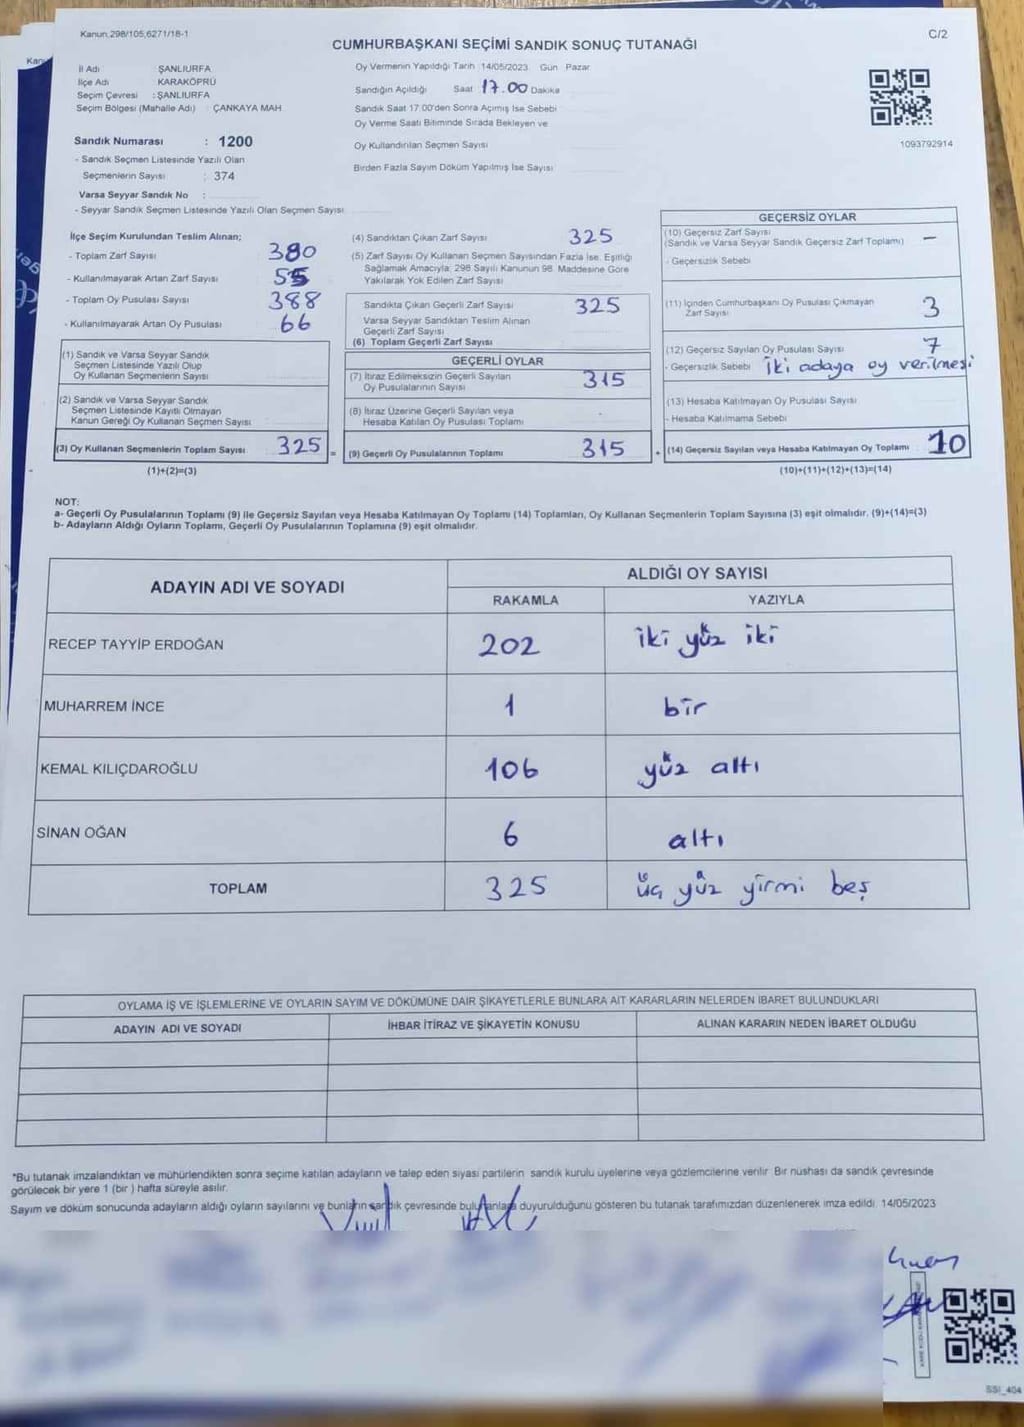 Kanun,298/105,6271/18-1
C/2
CUMHURBAŞKANI SEÇİMİ SANDIK SONUÇ TUTANAĞI
İl Adı : ŞANLIURFA
İlçe Adı : KARAKÖPRÜ
Seçim Çevresi : ŞANLIURFA
Seçim Bölgesi (Mahalle Adı) : ÇANKAYA MAH
Sandık Numarası : 1200
- Sandık Seçmen Listesinde Yazılı Olan
Seçmenlerin Sayısı : 374
Varsa Seyyar Sandık No :
- Seyyar Sandık Seçmen Listesinde Yazılı Olan Seçmen Sayısı
Oy Vermenin Yapıldığı Tarih :14/05/2023 Gün Pazar
Sandığın Açıldığı Saat 17.00 Dakika
Sandık Saat 17.00'den Sonra Açımış İse Sebebi
Oy Verme Saati Bitiminde Sırada Bekleyen ve
Oy Kullandırılan Seçmen Sayısı
Birden Fazla Sayım Döküm Yapılmış İse Sayısı
1093792914
İlçe Seçim Kurulundan Teslim Alınan;
- Toplam Zarf Sayısı 380
- Kullanılmayarak Artan Zarf Sayısı 55
- Toplam Oy Pusulası Sayısı 388
- Kullanılmayarak Artan Oy Pusulası 66
(1) Sandık ve Varsa Seyyar Sandık
Seçmen Listesinde Yazılı Olup
Oy Kullanan Seçmenlerin Sayısı
(2) Sandık ve Varsa Seyyar Sandık
Seçmen Listesinde Kayıtlı Olmayan
Kanun Gereği Oy Kullanan Seçmen Sayısı
(3) Oy Kullanan Seçmenlerin Toplam Sayısı 325 =
(1)+(2)=(3)
(4) Sandıktan Çıkan Zarf Sayısı 325
(5) Zarf Sayısı Oy Kullanan Seçmen Sayısından Fazla İse, Eşitliği
Sağlamak Amacıyla; 298 Sayılı Kanunun 98. Maddesine Göre
Yakılarak Yok Edilen Zarf Sayısı
Sandıkta Çıkan Geçerli Zarf Sayısı 325
Varsa Seyyar Sandıktan Teslim Alınan
Geçerli Zarf Sayısı
(6) Toplam Geçerli Zarf Sayısı
GEÇERLİ OYLAR
(7) İtiraz Edilmeksizin Geçerli Sayılan 315
Oy Pusulalarının Sayısı
(8) İtiraz Üzerine Geçerli Sayılan veya
Hesaba Katılan Oy Pusulası Toplamı
(9) Geçerli Oy Pusulalarının Toplamı 315
GEÇERSİZ OYLAR
(10) Geçersiz Zarf Sayısı
(Sandık ve Varsa Seyyar Sandık Geçersiz Zarf Toplamı) –
- Geçersizlik Sebebi
(11) İçinden Cumhurbaşkanı Oy Pusulası Çıkmayan 3
Zarf Sayısı
(12) Geçersiz Sayılan Oy Pusulası Sayısı 7
- Geçersizlik Sebebi iki adaya oy verilmesi
(13) Hesaba Katılmayan Oy Pusulası Sayısı
- Hesaba Katılmama Sebebi
+ (14) Geçersiz Sayılan veya Hesaba Katılmayan Oy Toplamı 10
(10)+(11)+(12)+(13)=(14)
NOT:
a- Geçerli Oy Pusulalarının Toplamı (9) ile Geçersiz Sayılan veya Hesaba Katılmayan Oy Toplamı (14) Toplamları, Oy Kullanan Seçmenlerin Toplam Sayısına (3) eşit olmalıdır. (9)+(14)=(3)
b- Adayların Aldığı Oyların Toplamı, Geçerli Oy Pusulalarının Toplamına (9) eşit olmalıdır.
ADAYIN ADI VE SOYADI
ALDIĞI OY SAYISI
RAKAMLA YAZIYLA
RECEP TAYYİP ERDOĞAN 202 iki yüz iki
MUHARREM İNCE 1 bir
KEMAL KILIÇDAROĞLU 106 yüz altı
SİNAN OĞAN 6 altı
TOPLAM 325 üç yüz yirmi beş
OYLAMA İŞ VE İŞLEMLERİNE VE OYLARIN SAYIM VE DÖKÜMÜNE DAİR ŞİKAYETLERLE BUNLARA AİT KARARLARIN NELERDEN İBARET BULUNDUKLARI
ADAYIN ADI VE SOYADI İHBAR İTİRAZ VE ŞİKAYETİN KONUSU ALINAN KARARIN NEDEN İBARET OLDUĞU
*Bu tutanak imzalandıktan ve mühürlendikten sonra seçime katılan adayların ve talep eden siyasi partilerin sandık kurulu üyelerine veya gözlemcilerine verilir. Bir nüshası da sandık çevresinde
görülecek bir yere 1 (bir ) hafta süreyle asılır.
Sayım ve döküm sonucunda adayların aldığı oyların sayılarını ve bunların sandık çevresinde bulunanlara duyurulduğunu gösteren bu tutanak tarafımızdan düzenlenerek imza edildi. 14/05/2023
SSI_404